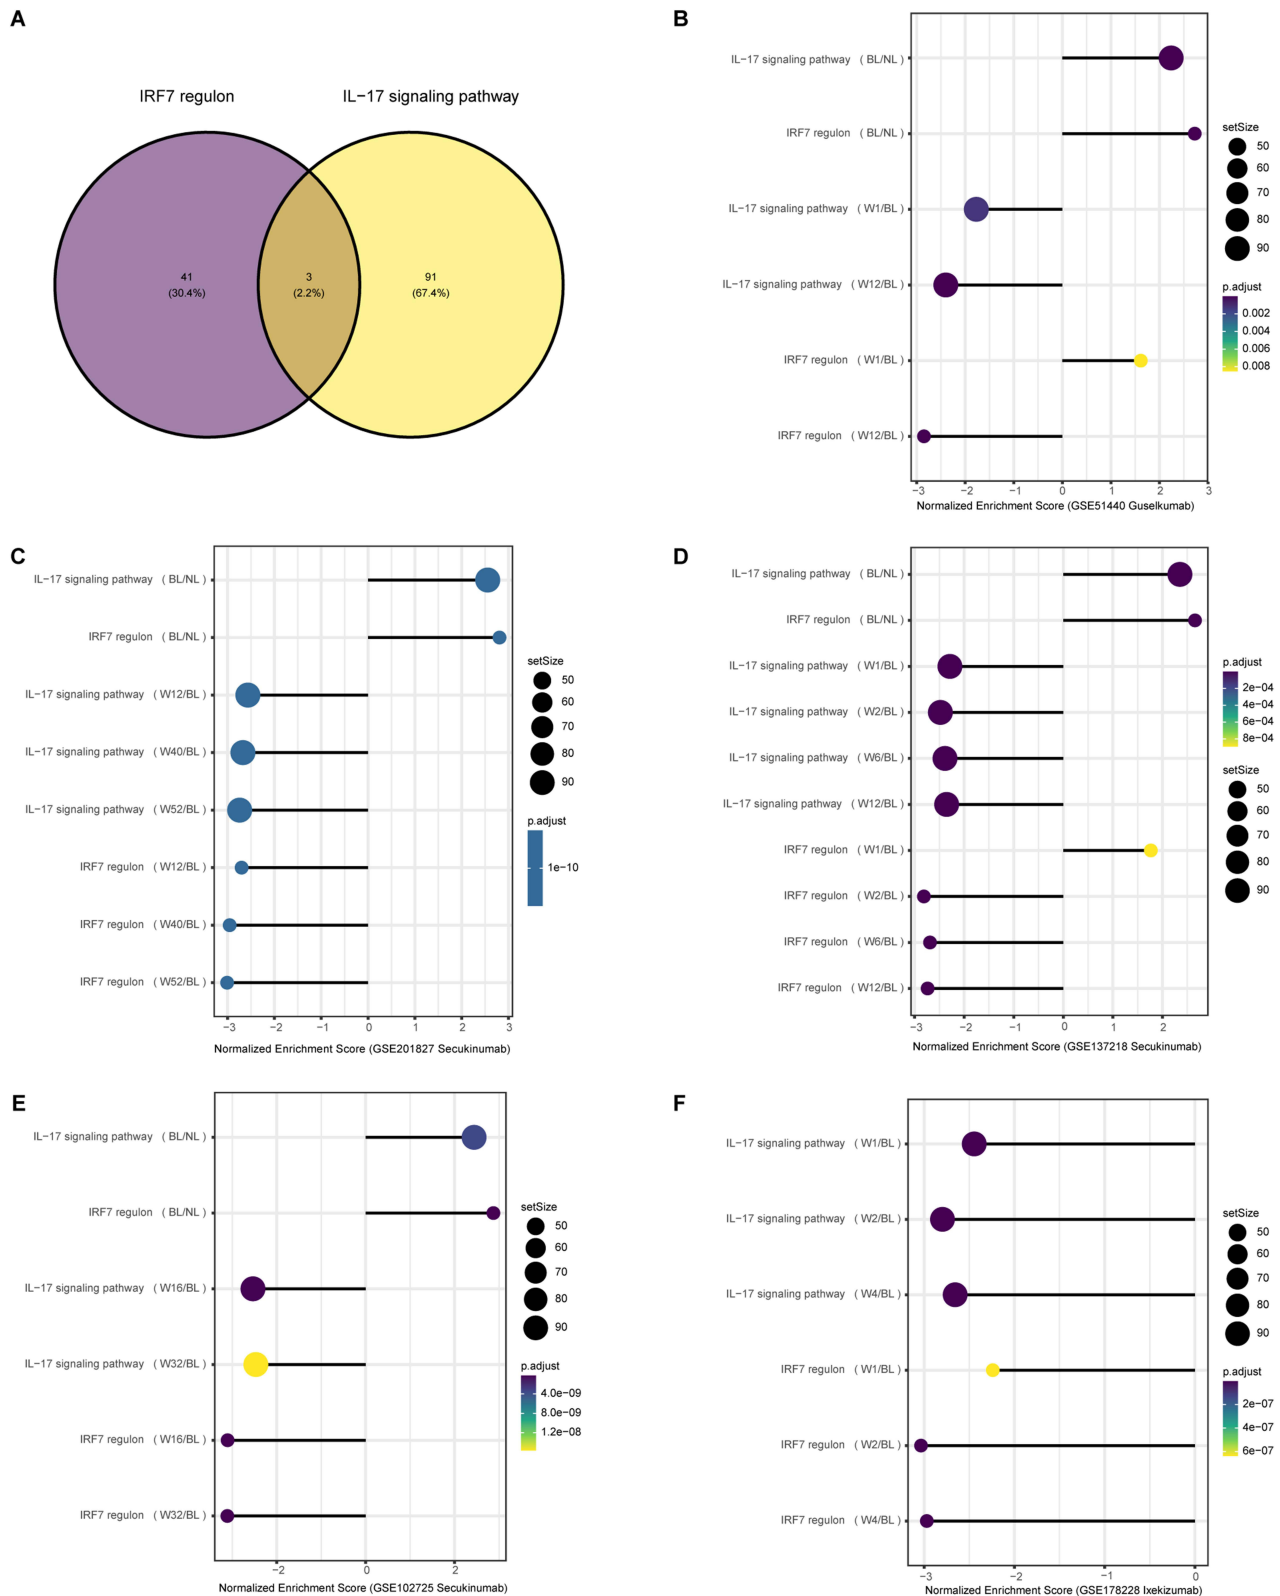 A
IRF7 regulon
IL−17 signaling pathway
41
(30.4%)
3
(2.2%)
91
(67.4%)
B
IL−17 signaling pathway ( BL/NL )
IRF7 regulon ( BL/NL )
IL−17 signaling pathway ( W1/BL )
IL−17 signaling pathway ( W12/BL )
IRF7 regulon ( W1/BL )
IRF7 regulon ( W12/BL )
−3 −2 −1 0 1 2 3
Normalized Enrichment Score (GSE51440 Guselkumab)
setSize
50
60
70
80
90
p.adjust
0.002
0.004
0.006
0.008
C
IL−17 signaling pathway ( BL/NL )
IRF7 regulon ( BL/NL )
IL−17 signaling pathway ( W12/BL )
IL−17 signaling pathway ( W40/BL )
IL−17 signaling pathway ( W52/BL )
IRF7 regulon ( W12/BL )
IRF7 regulon ( W40/BL )
IRF7 regulon ( W52/BL )
−3 −2 −1 0 1 2 3
Normalized Enrichment Score (GSE201827 Secukinumab)
setSize
50
60
70
80
90
p.adjust
1e−10
D
IL−17 signaling pathway ( BL/NL )
IRF7 regulon ( BL/NL )
IL−17 signaling pathway ( W1/BL )
IL−17 signaling pathway ( W2/BL )
IL−17 signaling pathway ( W6/BL )
IL−17 signaling pathway ( W12/BL )
IRF7 regulon ( W1/BL )
IRF7 regulon ( W2/BL )
IRF7 regulon ( W6/BL )
IRF7 regulon ( W12/BL )
−3 −2 −1 0 1 2
Normalized Enrichment Score (GSE137218 Secukinumab)
p.adjust
2e−04
4e−04
6e−04
8e−04
setSize
50
60
70
80
90
E
IL−17 signaling pathway ( BL/NL )
IRF7 regulon ( BL/NL )
IL−17 signaling pathway ( W16/BL )
IL−17 signaling pathway ( W32/BL )
IRF7 regulon ( W16/BL )
IRF7 regulon ( W32/BL )
−2 0 2
Normalized Enrichment Score (GSE102725 Secukinumab)
setSize
50
60
70
80
90
p.adjust
4.0e−09
8.0e−09
1.2e−08
F
IL−17 signaling pathway ( W1/BL )
IL−17 signaling pathway ( W2/BL )
IL−17 signaling pathway ( W4/BL )
IRF7 regulon ( W1/BL )
IRF7 regulon ( W2/BL )
IRF7 regulon ( W4/BL )
−3 −2 −1 0
Normalized Enrichment Score (GSE178228 Ixekizumab)
setSize
50
60
70
80
90
p.adjust
2e−07
4e−07
6e−07